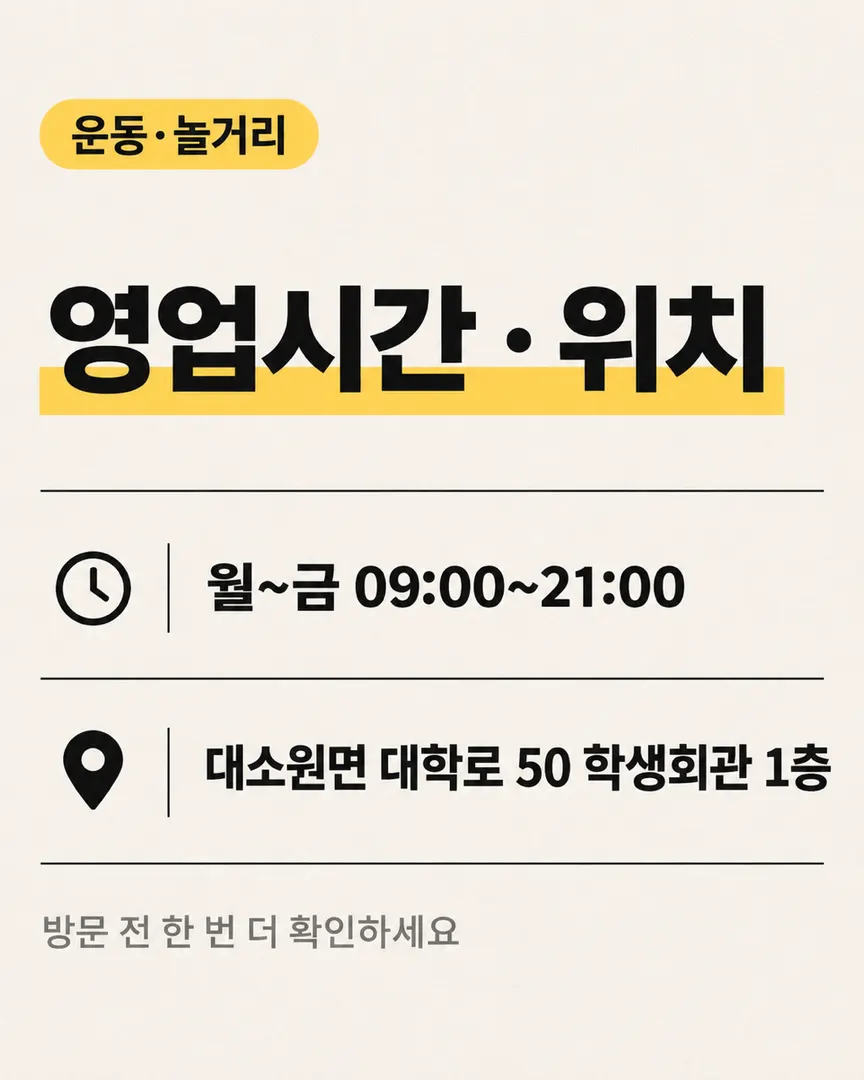 운동·놀거리
영업시간·위치
월~금 09:00~21:00
대소원면 대학로 50 학생회관 1층
방문 전 한 번 더 확인하세요